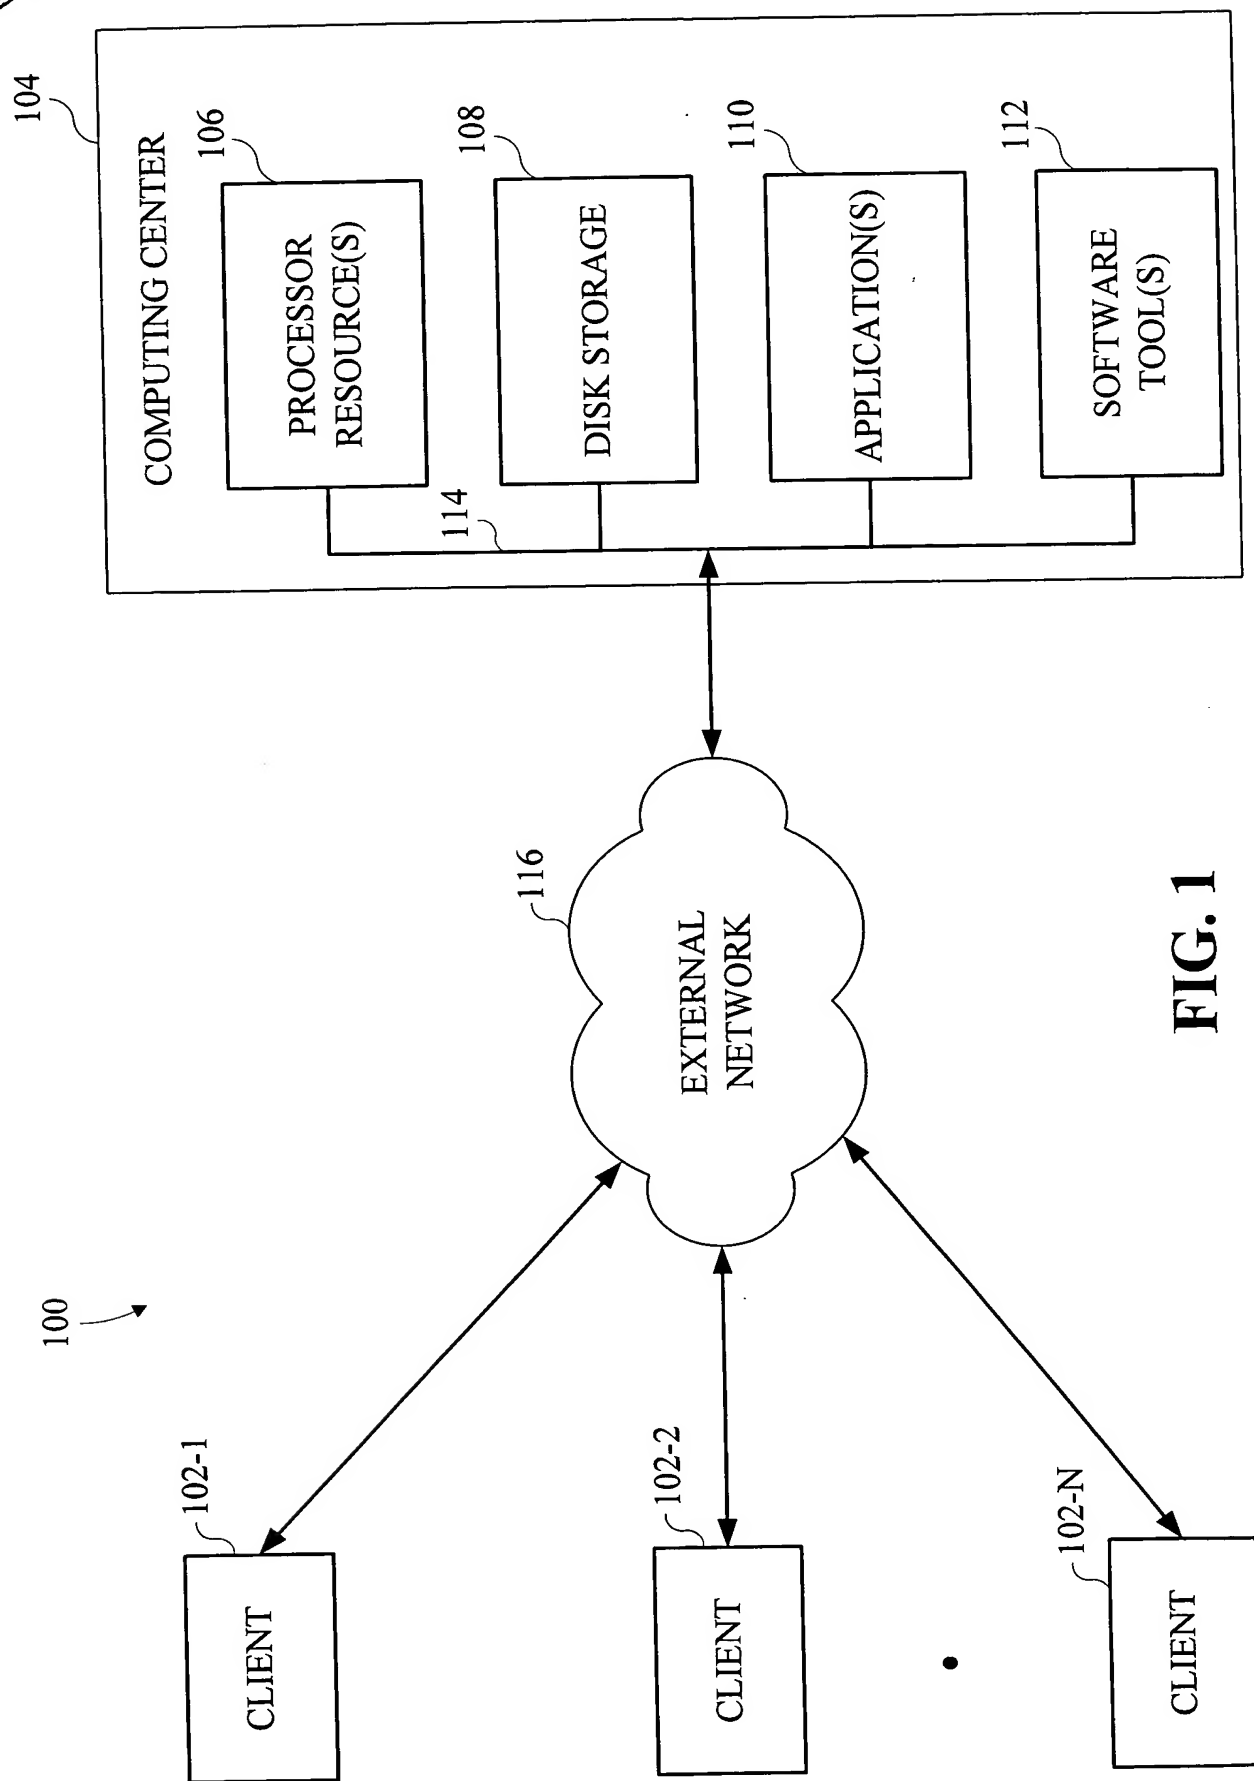 100
102-1
CLIENT
102-2
CLIENT
102-N
CLIENT
116
EXTERNAL
NETWORK
104
COMPUTING CENTER
106
PROCESSOR
RESOURCE(S)
114
108
DISK STORAGE
110
APPLICATION(S)
112
SOFTWARE
TOOL(S)
FIG. 1